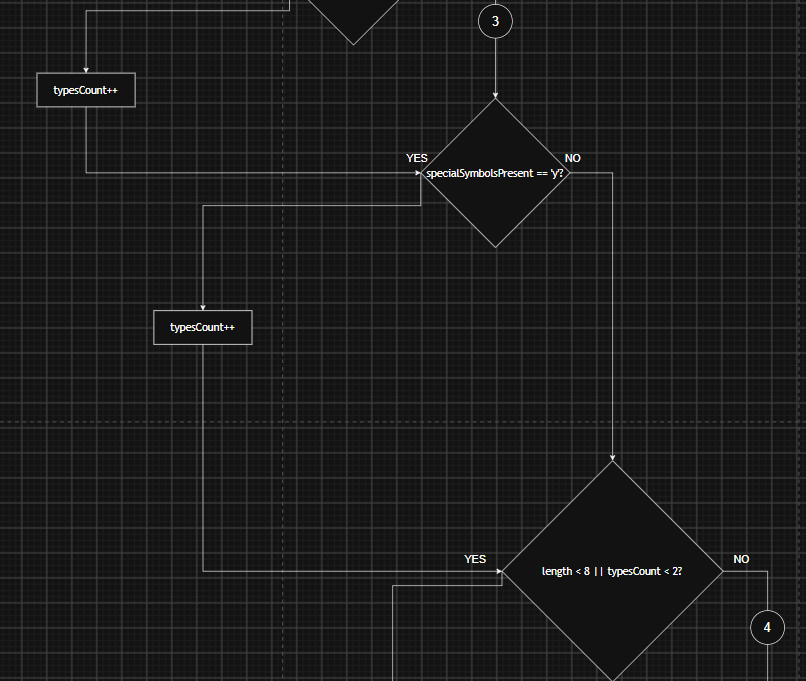 3
typesCount++
YES
NO
specialSymbolsPresent == 'y'?
typesCount++
YES
NO
length < 8 || typesCount < 2?
4